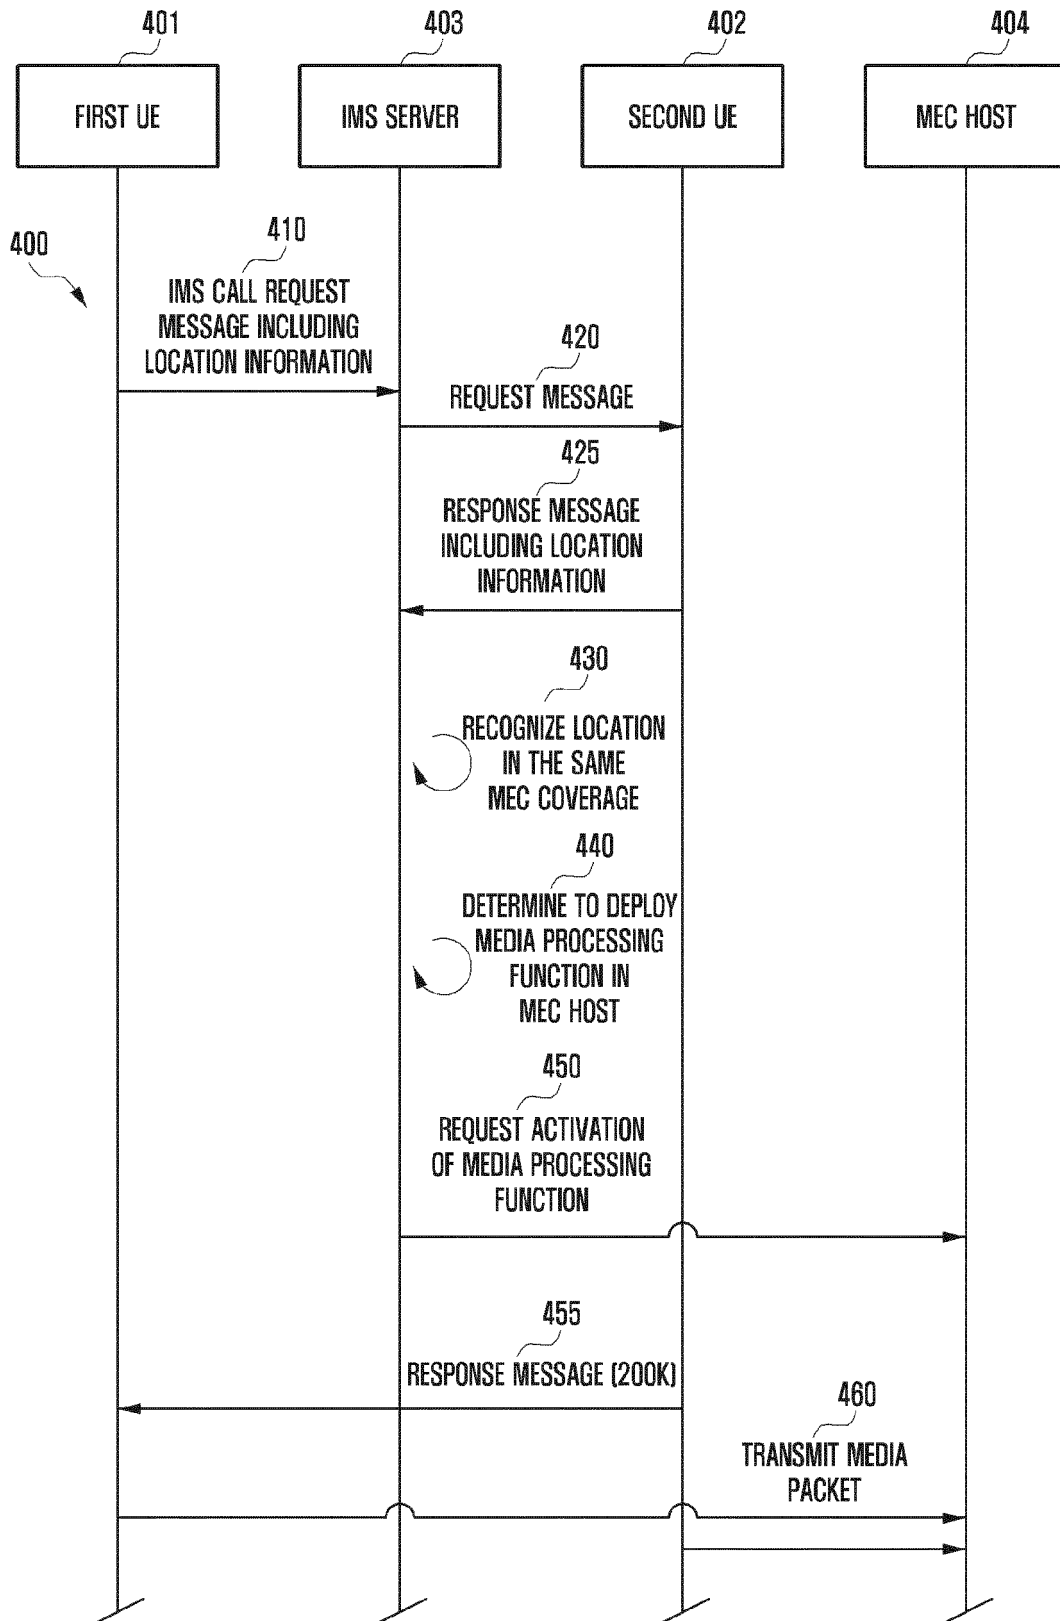 401
403
402
404
FIRST UE
IMS SERVER
SECOND UE
MEC HOST
400
410
IMS CALL REQUEST
MESSAGE INCLUDING
LOCATION INFORMATION
420
REQUEST MESSAGE
425
RESPONSE MESSAGE
INCLUDING LOCATION
INFORMATION
430
RECOGNIZE LOCATION
IN THE SAME
MEC COVERAGE
440
DETERMINE TO DEPLOY
MEDIA PROCESSING
FUNCTION IN
MEC HOST
450
REQUEST ACTIVATION
OF MEDIA PROCESSING
FUNCTION
455
RESPONSE MESSAGE (200K)
460
TRANSMIT MEDIA
PACKET